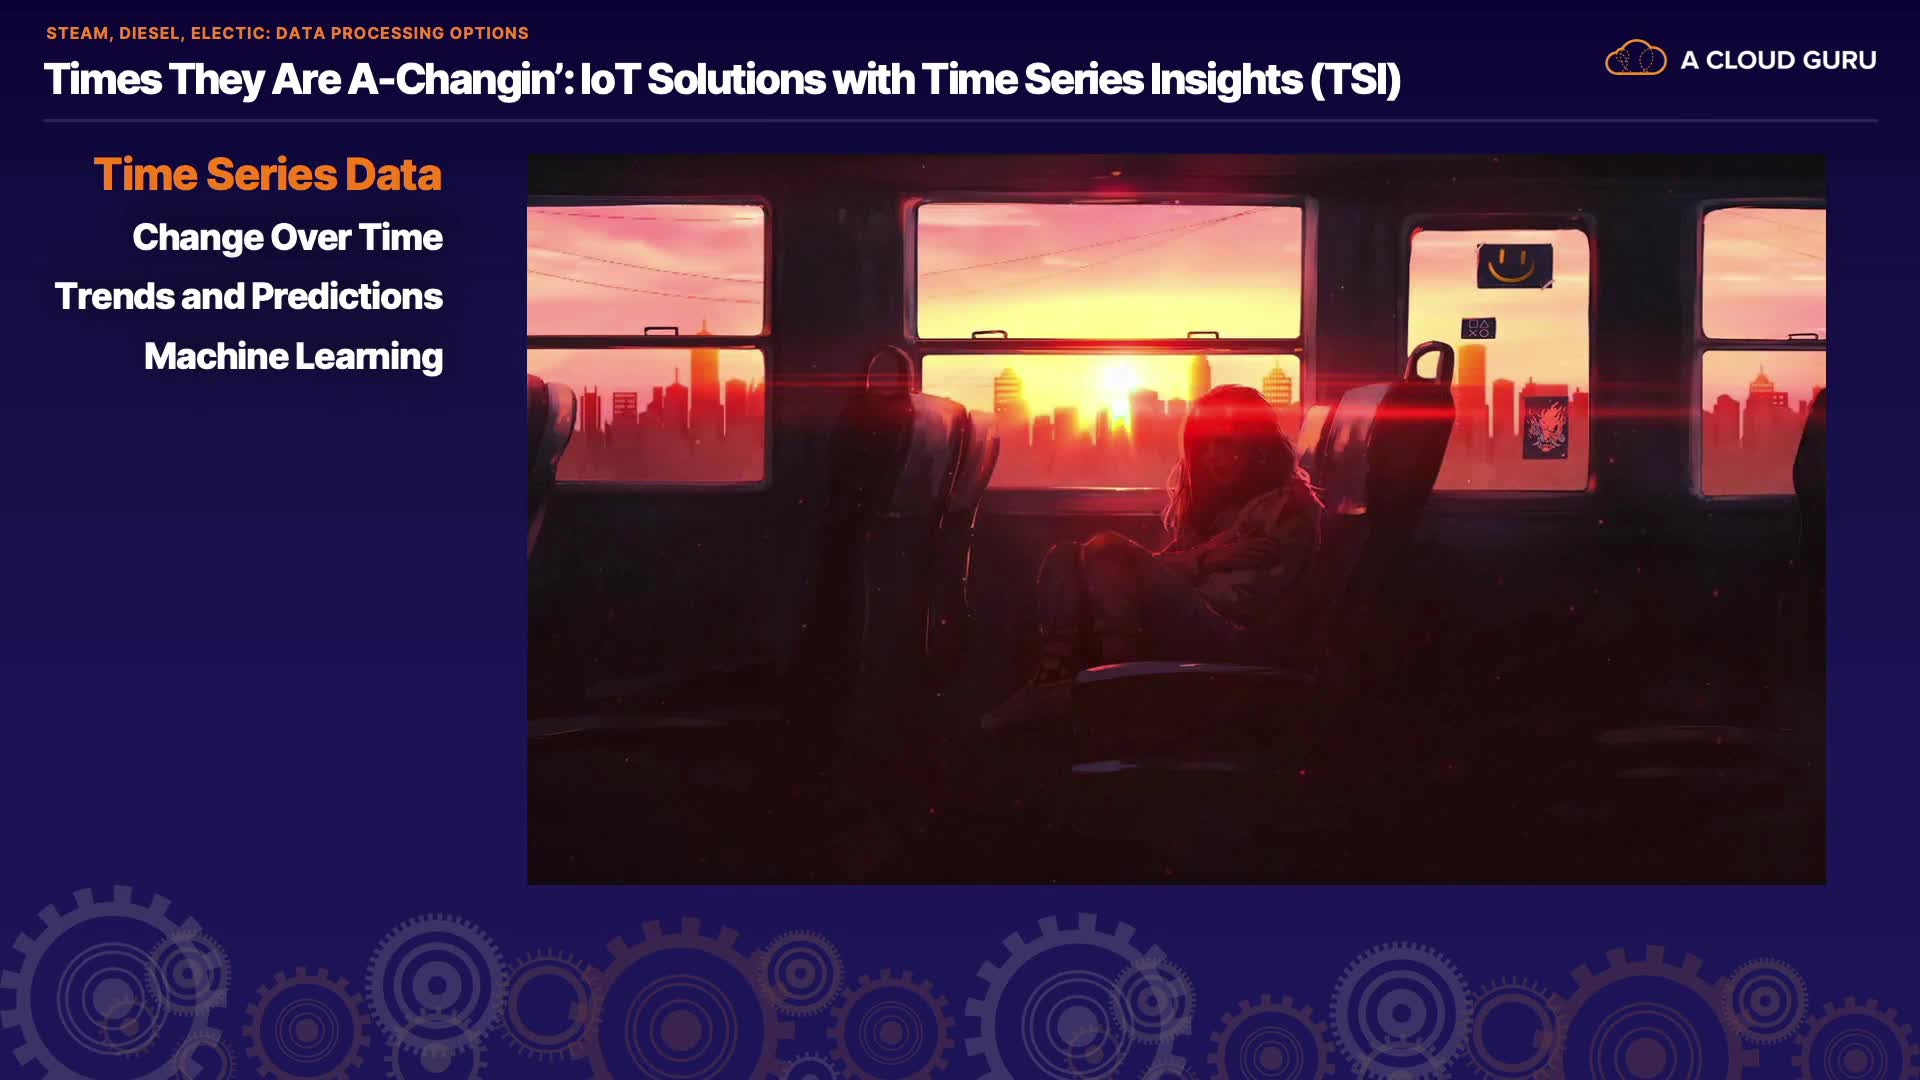 STEAM, DIESEL, ELECTIC: DATA PROCESSING OPTIONS
Times They Are A-Changin’: IoT Solutions with Time Series Insights (TSI)
A CLOUD GURU
Time Series Data
Change Over Time
Trends and Predictions
Machine Learning